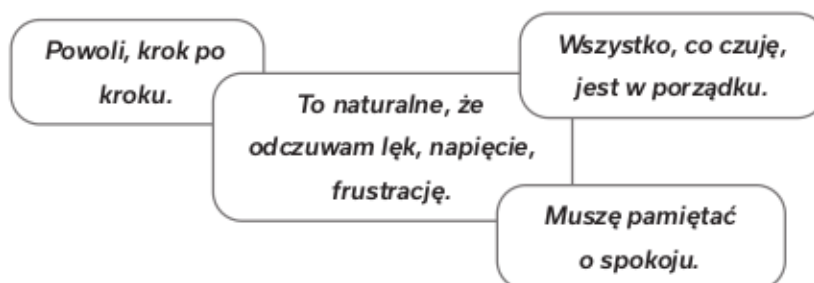 Powoli, krok po
kroku.
To naturalne, że
odczuwam lęk, napięcie,
frustrację.
Wszystko, co czuję,
jest w porządku.
Muszę pamiętać
o spokoju.